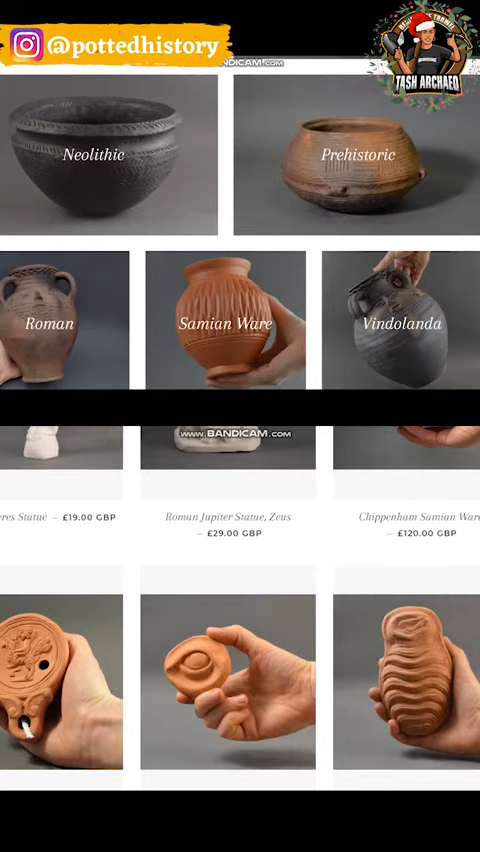 @pottedhistory
NDICAM.COM
TASH ARCHAEO
Neolithic
Prehistoric
Roman
Samian Ware
Vindolanda
www.BANDICAM.COM
eres Statue – £19.00 GBP
Roman Jupiter Statue, Zeus
– £29.00 GBP
Chippenham Samian Ware
– £120.00 GBP